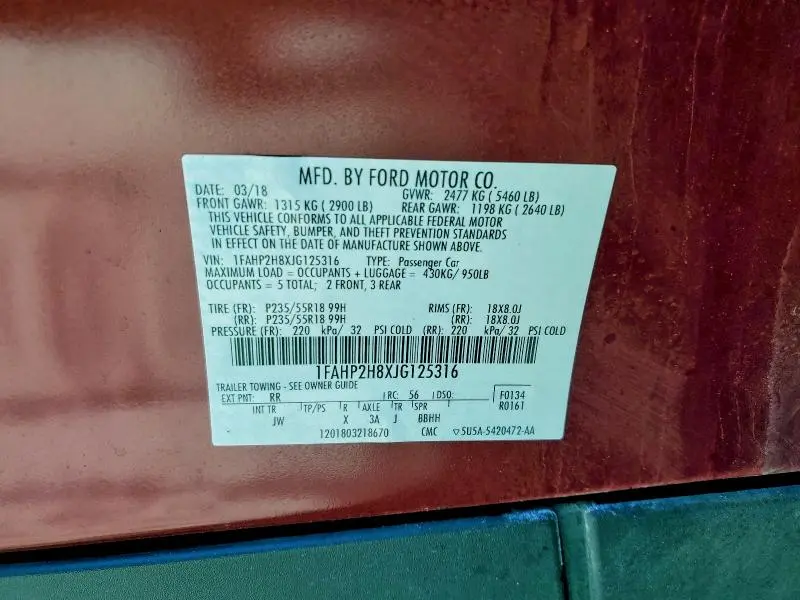 MFD. BY FORD MOTOR CO.
DATE: 03/18 GVWR: 2477 KG ( 5460 LB)
FRONT GAWR: 1315 KG ( 2900 LB) REAR GAWR: 1198 KG ( 2640 LB)
THIS VEHICLE CONFORMS TO ALL APPLICABLE FEDERAL MOTOR
VEHICLE SAFETY, BUMPER, AND THEFT PREVENTION STANDARDS
IN EFFECT ON THE DATE OF MANUFACTURE SHOWN ABOVE.
VIN: 1FAHP2H8XJG125316 TYPE: Passenger Car
MAXIMUM LOAD = OCCUPANTS + LUGGAGE = 430KG/ 950LB
OCCUPANTS = 5 TOTAL; 2 FRONT, 3 REAR
TIRE (FR): P235/55R18 99H RIMS (FR): 18X8.0J
(RR): P235/55R18 99H (RR): 18X8.0J
PRESSURE (FR): 220 kPa/ 32 PSI COLD (RR): 220 kPa/ 32 PSI COLD
1FAHP2H8XJG125316
TRAILER TOWING - SEE OWNER GUIDE
EXT PNT: RR RC: 56 DSO: F0134
INT TR TP/PS R AXLE TR SPR R0161
JW X 3A J BBHH
1201803218670 CMC ▽5U5A-5420472-AA